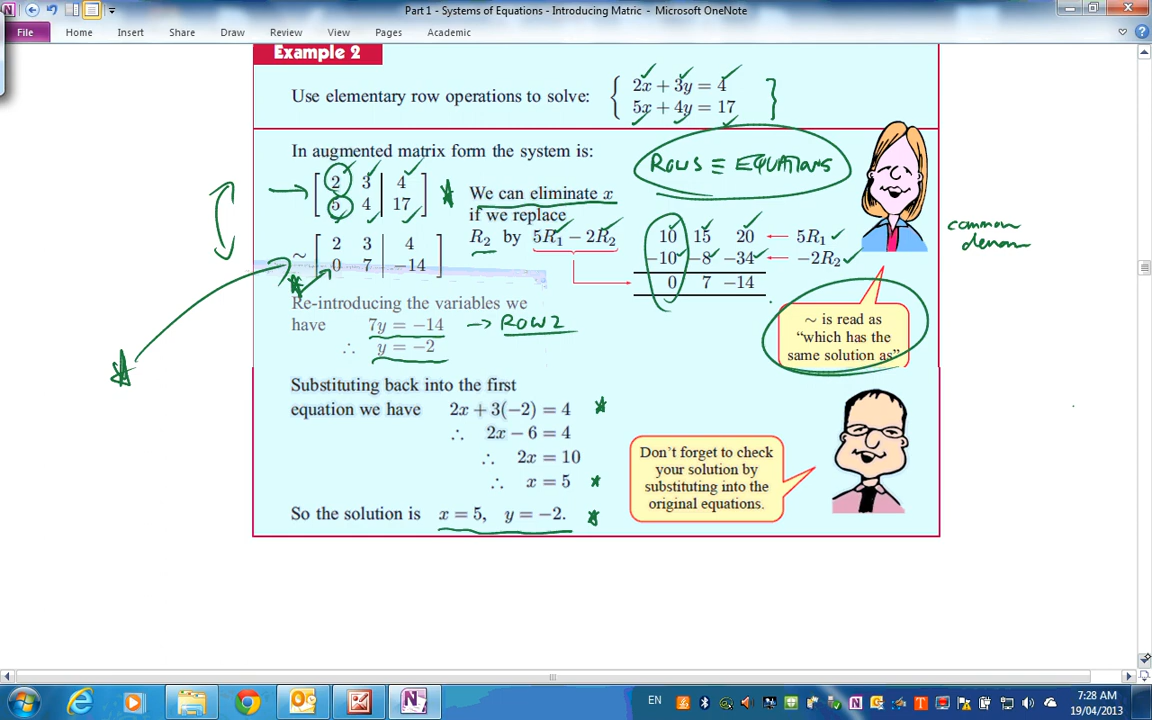 Part 1 - Systems of Equations - Introducing Matric - Microsoft OneNote
File Home Insert Share Draw Review View Pages Academic
Example 2
Use elementary row operations to solve: { 2x + 3y = 4
5x + 4y = 17 }
In augmented matrix form the system is:
ROWS ≡ EQUATIONS
[ 2 3 | 4 ]
[ 5 4 | 17 ]
We can eliminate x
if we replace
R₂ by 5R₁ − 2R₂
10 15 20 ← 5R₁
−10 −8 −34 ← −2R₂
0 7 −14
common
denom
~ [ 2 3 | 4 ]
[ 0 7 | −14 ]
Re-introducing the variables we
have 7y = −14 → ROW 2
∴ y = −2
~ is read as
“which has the
same solution as”
Substituting back into the first
equation we have 2x + 3(−2) = 4
∴ 2x − 6 = 4
∴ 2x = 10
∴ x = 5
So the solution is x = 5, y = −2.
Don’t forget to check
your solution by
substituting into the
original equations.
EN
7:28 AM
19/04/2013